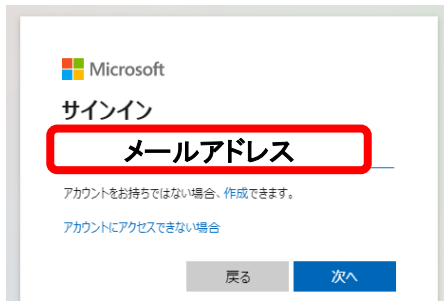 Microsoft
サインイン
メールアドレス
アカウントをお持ちではない場合、作成できます。
アカウントにアクセスできない場合
戻る
次へ